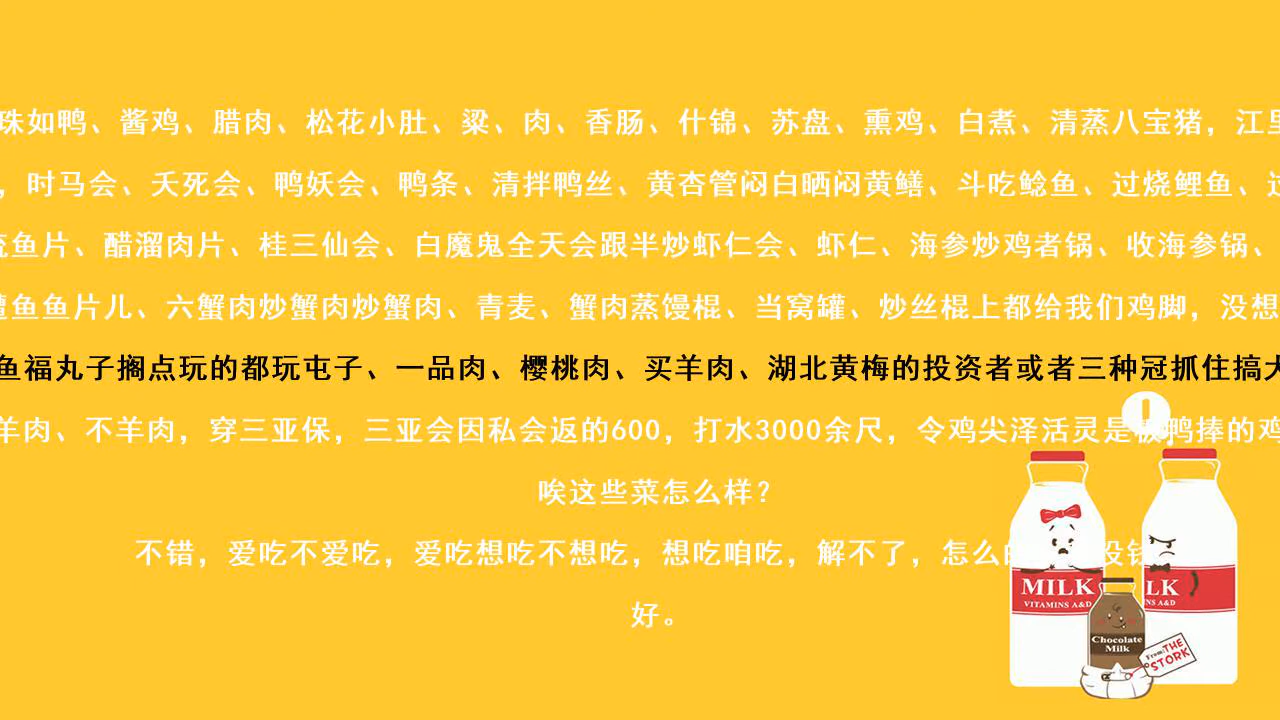 珠如鸭、酱鸡、腊肉、松花小肚、粱、肉、香肠、什锦、苏盘、熏鸡、白煮、清蒸八宝猪，江
，时马会、夭死会、鸭妖会、鸭条、清拌鸭丝、黄杏管闷白晒闷黄鳝、斗吃鲶鱼、过烧鲤鱼、
鱼片、醋溜肉片、桂三仙会、白魔鬼全天会跟半炒虾仁会、虾仁、海参炒鸡者锅、收海参锅、
鱼鱼片儿、六蟹肉炒蟹肉炒蟹肉、青麦、蟹肉蒸馒棍、当窝罐、炒丝棍上都给我们鸡脚，没想
鱼福丸子搁点玩的都玩屯子、一品肉、樱桃肉、买羊肉、湖北黄梅的投资者或者三种冠抓住搞
羊肉、不羊肉，穿三亚保，三亚会因私会返的600，打水3000余尺，令鸡尖泽活灵是被鸭捧的鸡
唉这些菜怎么样？
不错，爱吃不爱吃，爱吃想吃不想吃，想吃咱吃，解不了，怎么 没
好。
MILK
VITAMINS A&D
LK
NS A&D
Chocolate
Milk
From: THE
STORK